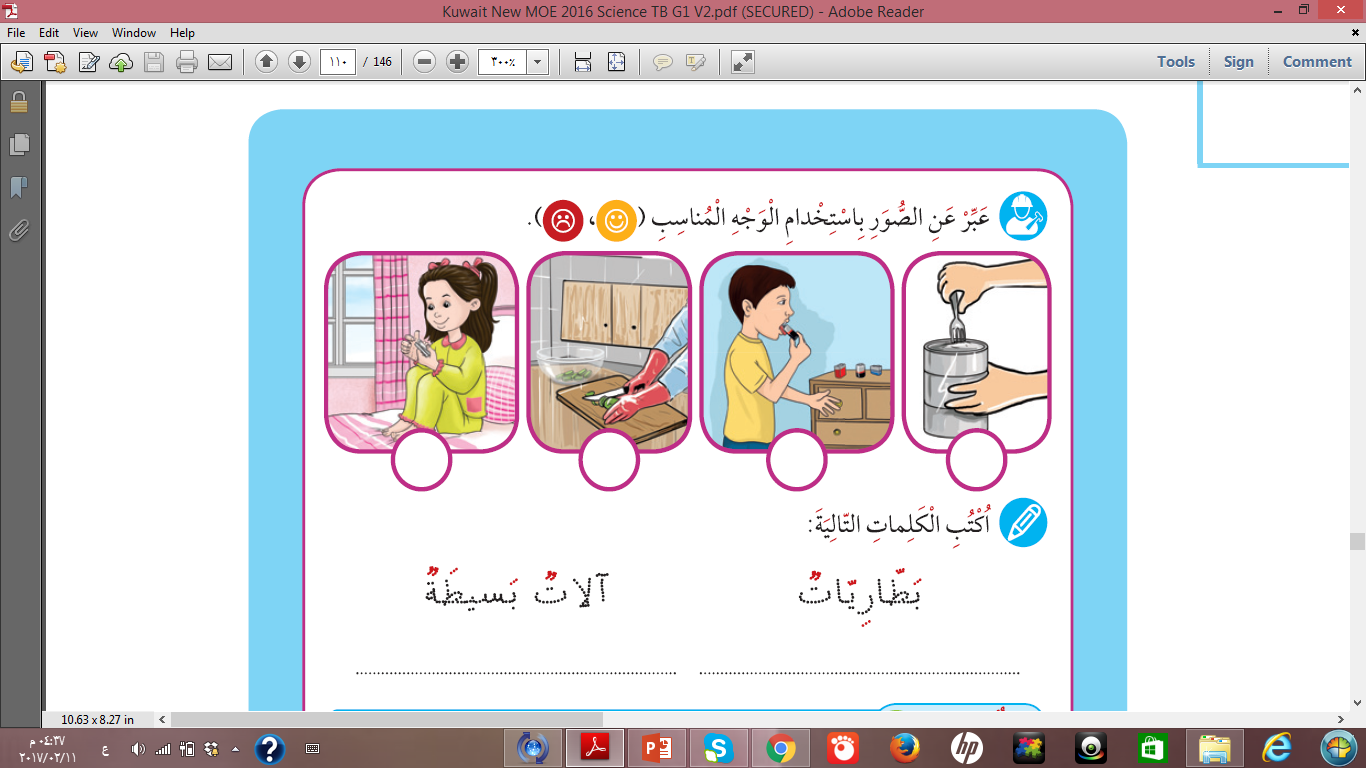 Kuwait New MOE 2016 Science TB G1 V2.pdf (SECURED) - Adobe Reader
File Edit View Window Help
١١٠ / 146 ٣٠٠٪ Tools Sign Comment
عَبِّرْ عَنِ الصُّوَرِ بِاسْتِخْدامِ الْوَجْهِ الْمُناسِبِ (،).
اُكْتُبِ الْكَلِماتِ التّالِيَةَ:
بَطّارِيّاتٌ آلاتٌ بَسيطَةٌ
10.63 x 8.27 in
hp
ع
٠٤:٣٧ م
٢٠١٧/٠٢/١١